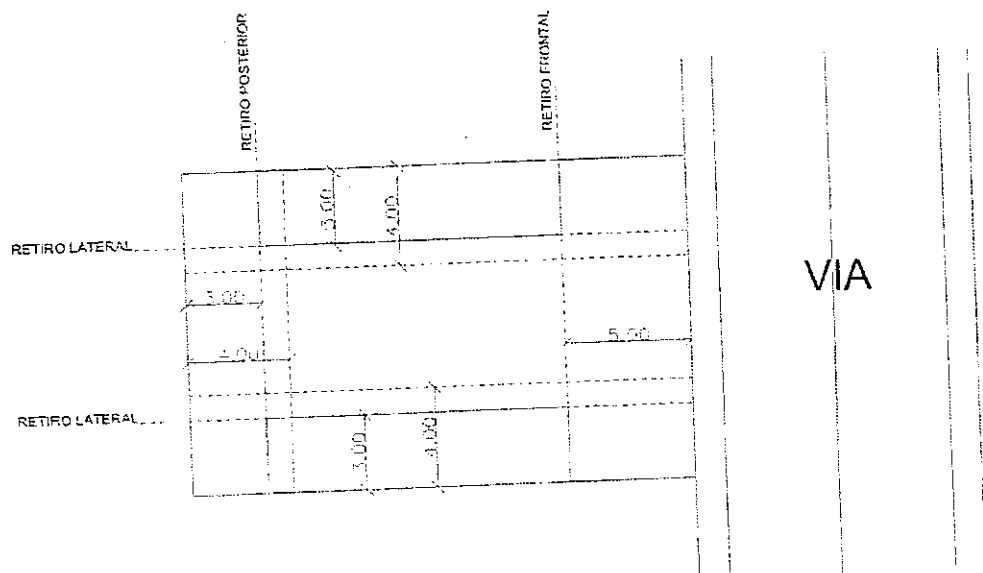 RETIRO POSTERIOR
RETIRO FRONTAL
3.00
4.00
RETIRO LATERAL
VIA
3.00
4.00
5.00
RETIRO LATERAL
3.00
4.00